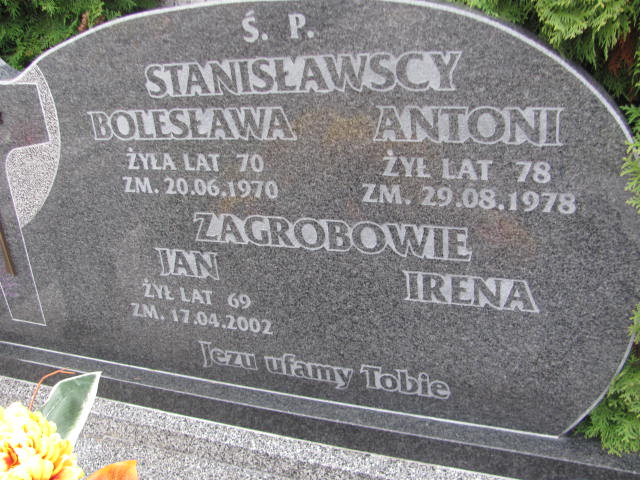 Ś. P.
STANISŁAWSCY
BOLESŁAWA ANTONI
ŻYŁA LAT 70 ŻYŁ LAT 78
ZM. 20.06.1970 ZM. 29.08.1978
ZAGROBOWIE
JAN IRENA
ŻYŁ LAT 69
ZM. 17.04.2002
Jezu ufamy Tobie